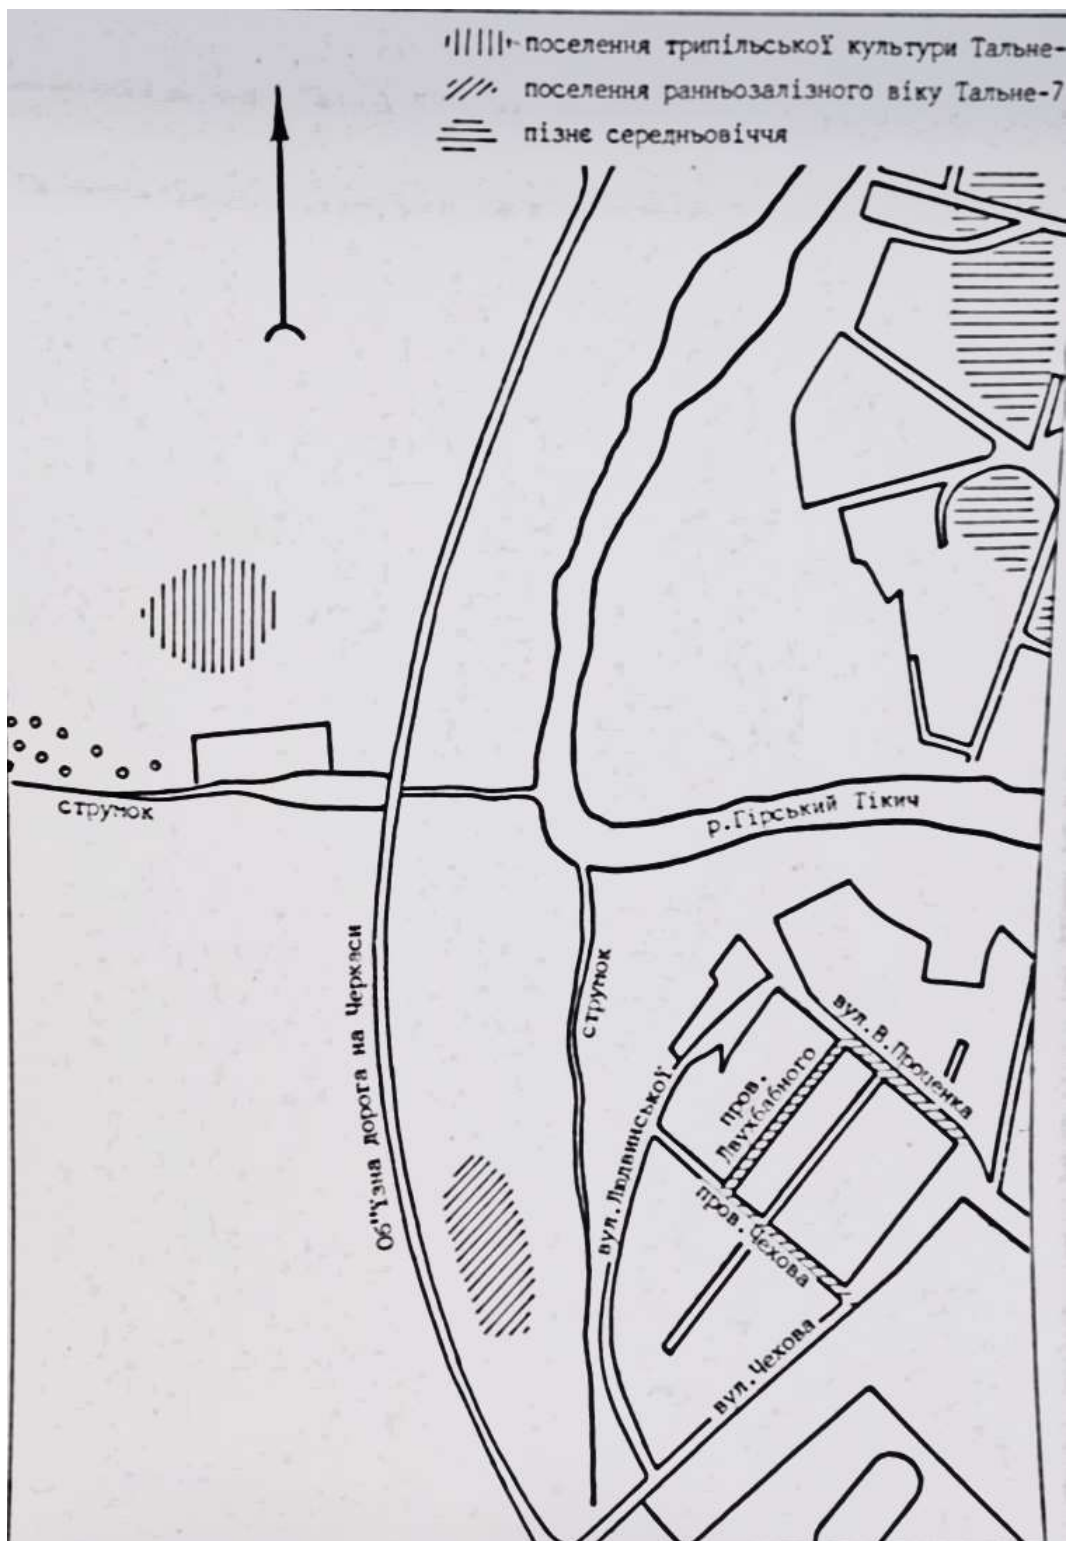 поселення трипільської культури Тальне-
поселення ранньозалізного віку Тальне-7
пізнє середньовіччя
струмок
р.Гірський Тікич
Об"їзна дорога на Черкаси
струмок
вул.В.Проценка
пров.
Двухбабного
вул.Людвинської
пров.Чехова
вул.Чехова